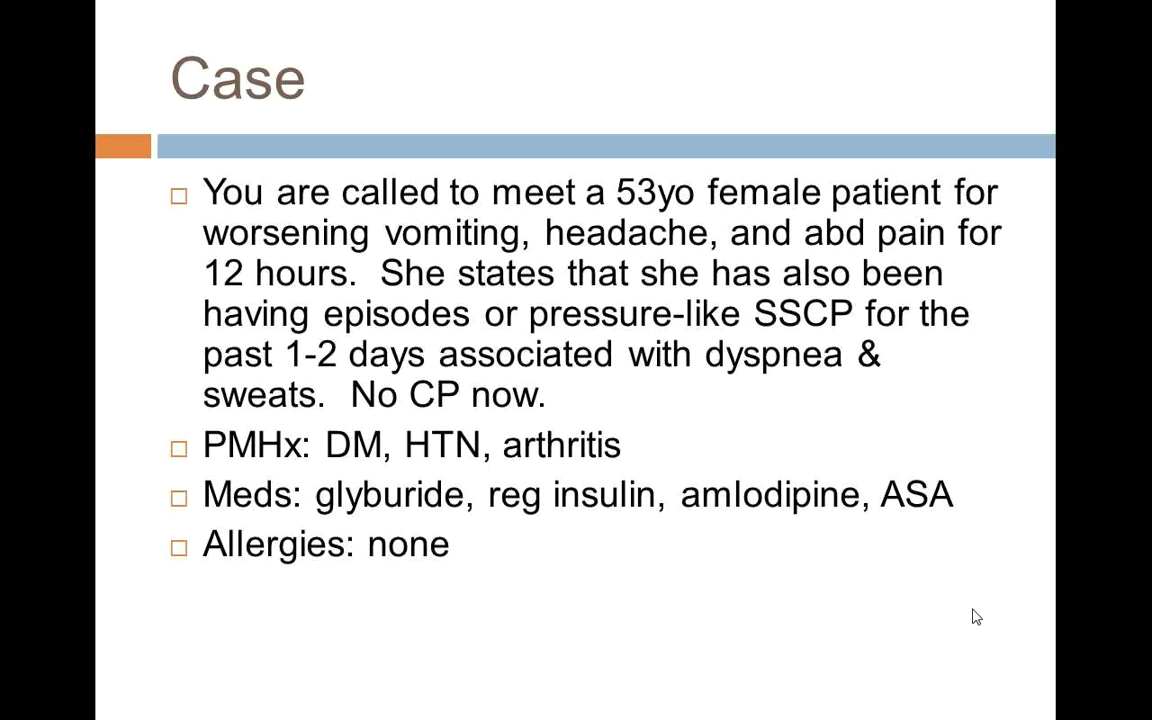 Case
You are called to meet a 53yo female patient for
worsening vomiting, headache, and abd pain for
12 hours.  She states that she has also been
having episodes or pressure-like SSCP for the
past 1-2 days associated with dyspnea &
sweats.  No CP now.
PMHx: DM, HTN, arthritis
Meds: glyburide, reg insulin, amlodipine, ASA
Allergies: none